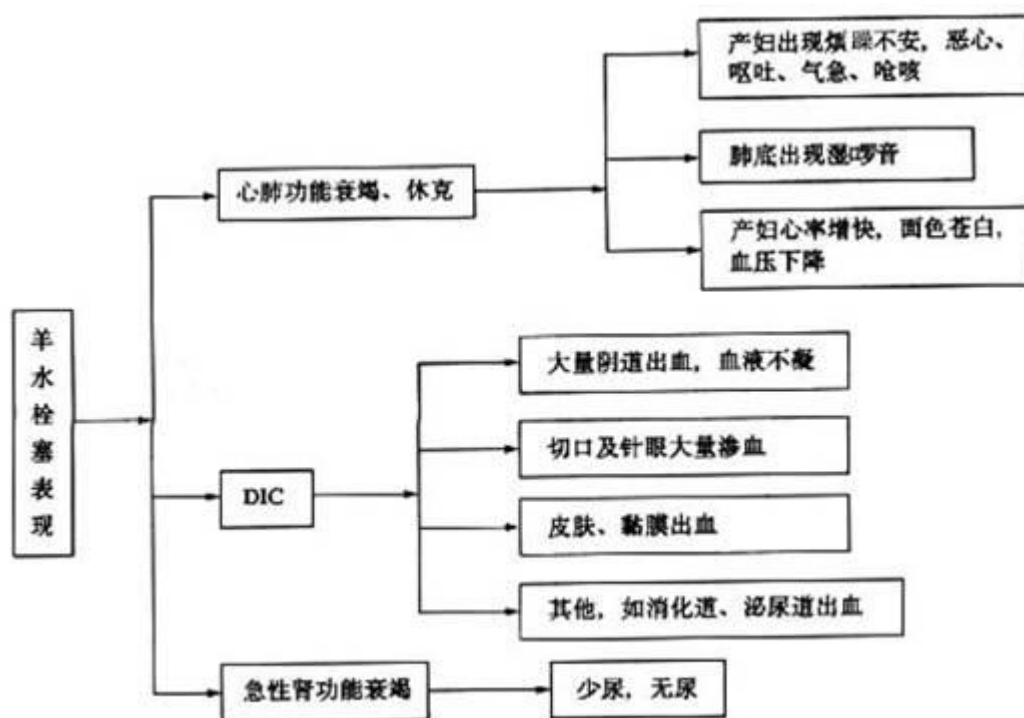 羊水栓塞表现
心肺功能衰竭、休克
产妇出现烦躁不安，恶心、
呕吐、气急、呛咳
肺底出现湿啰音
产妇心率增快，面色苍白，
血压下降
DIC
大量阴道出血，血液不凝
切口及针眼大量渗血
皮肤、黏膜出血
其他，如消化道、泌尿道出血
急性肾功能衰竭
少尿，无尿